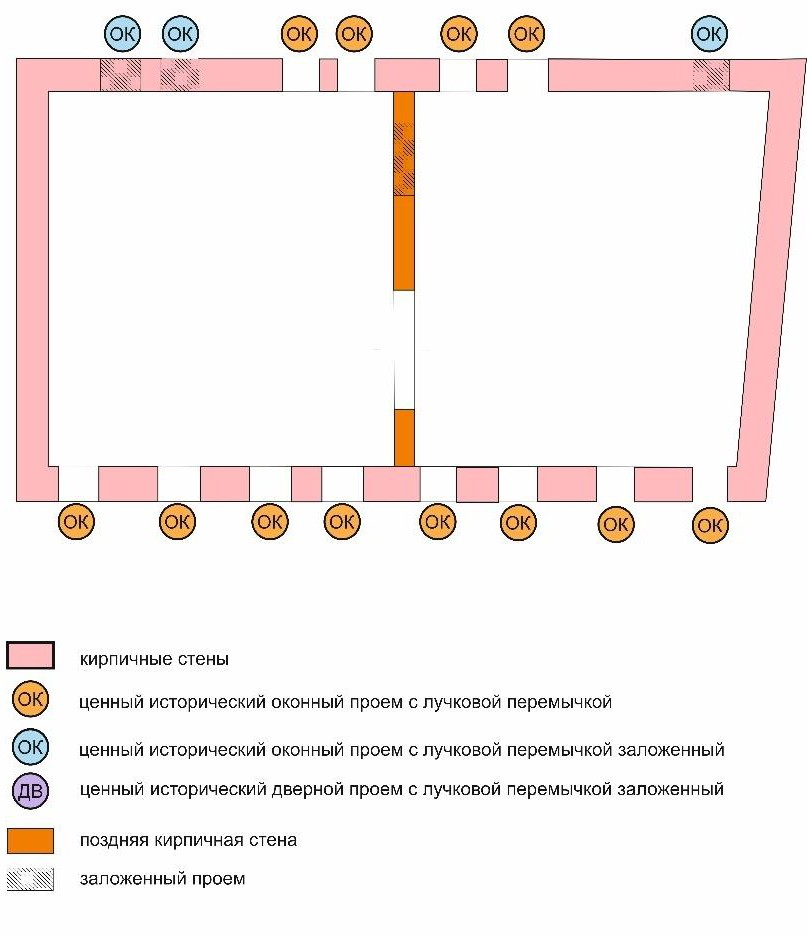 ОК ОК ОК ОК ОК ОК ОК
ОК ОК ОК ОК ОК ОК ОК ОК
кирпичные стены
ОК ценный исторический оконный проем с лучковой перемычкой
ОК ценный исторический оконный проем с лучковой перемычкой заложенный
ДВ ценный исторический дверной проем с лучковой перемычкой заложенный
поздняя кирпичная стена
заложенный проем